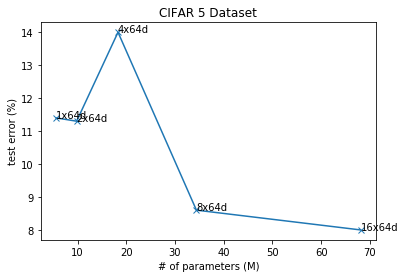 CIFAR 5 Dataset
14
13
12
11
10
9
8
test error (%)
1x64d
2x64d
4x64d
8x64d
16x64d
10
20
30
40
50
60
70
# of parameters (M)